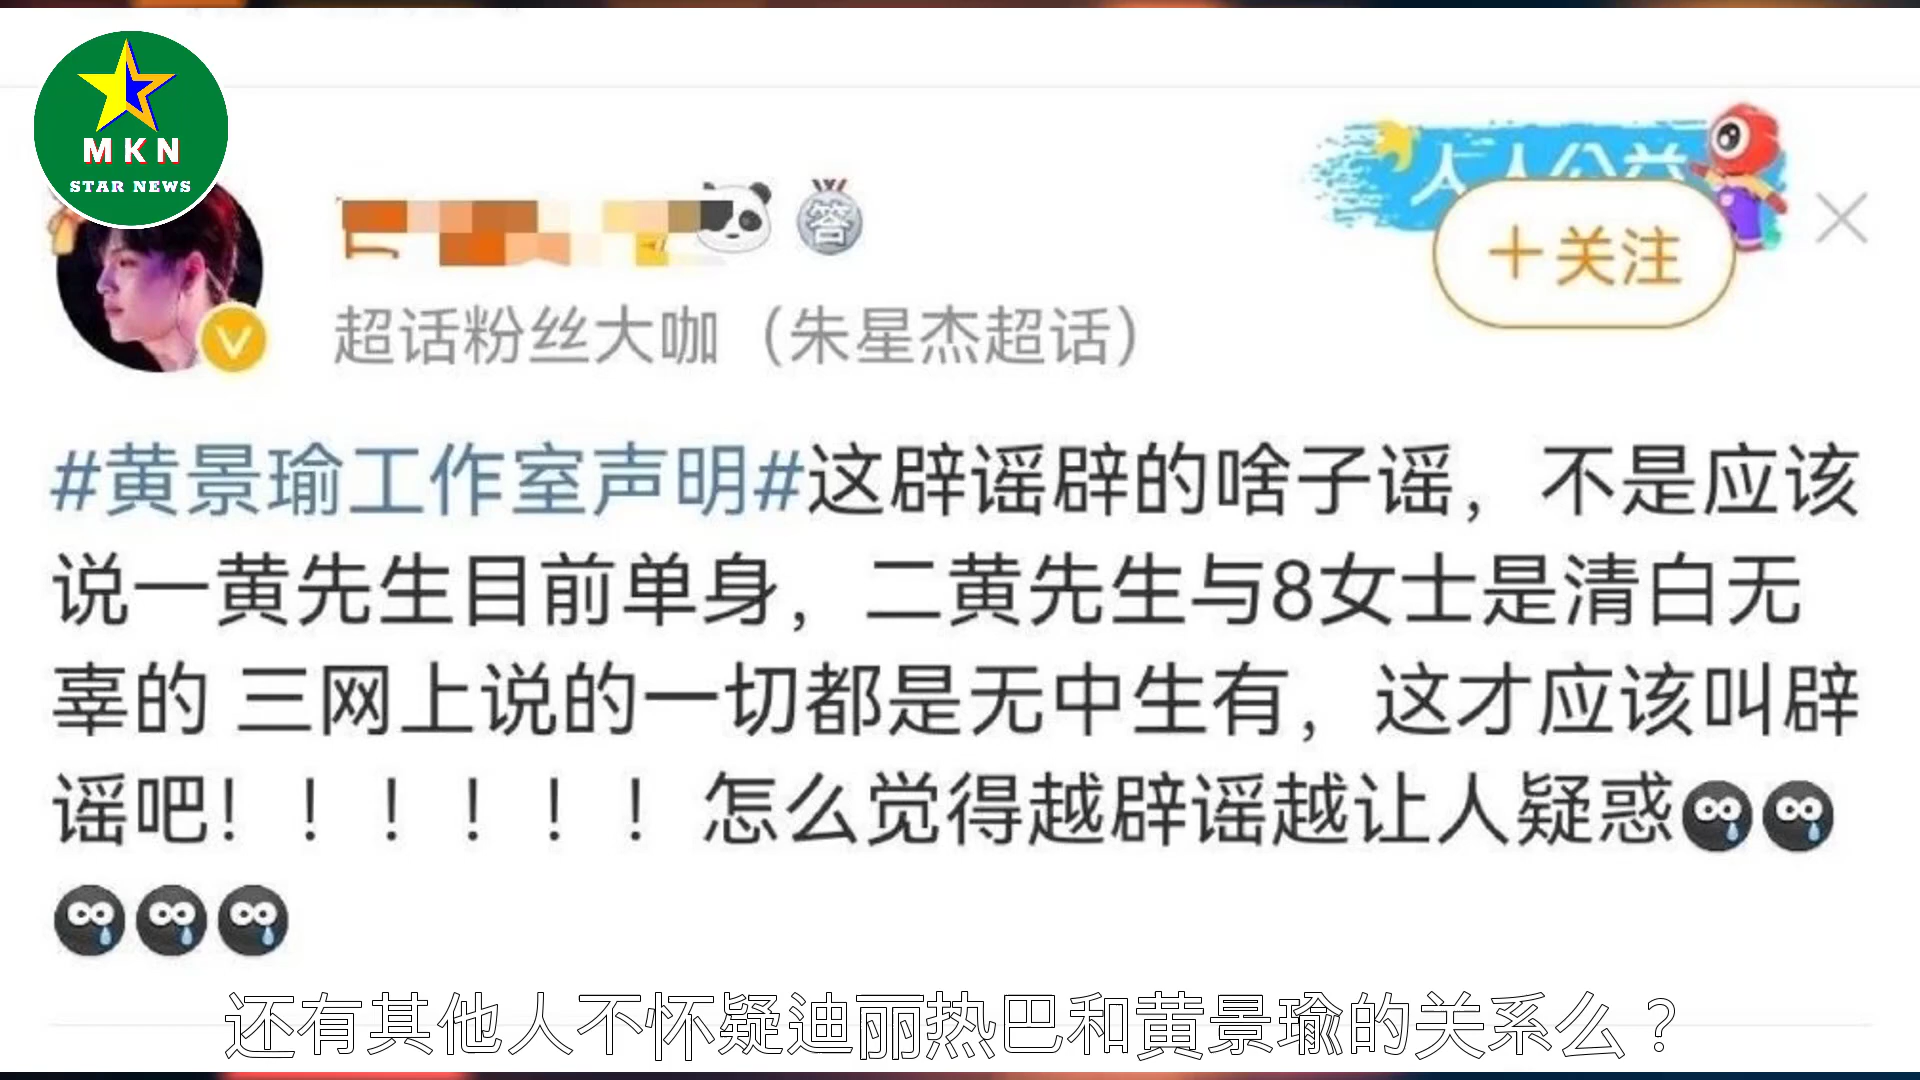 MKN
STAR NEWS
答
人人公益
＋关注
超话粉丝大咖（朱星杰超话）
#黄景瑜工作室声明#这辟谣辟的啥子谣，不是应该
说一黄先生目前单身，二黄先生与8女士是清白无
辜的 三网上说的一切都是无中生有，这才应该叫辟
谣吧！！！！！！怎么觉得越辟谣越让人疑惑
还有其他人不怀疑迪丽热巴和黄景瑜的关系么？